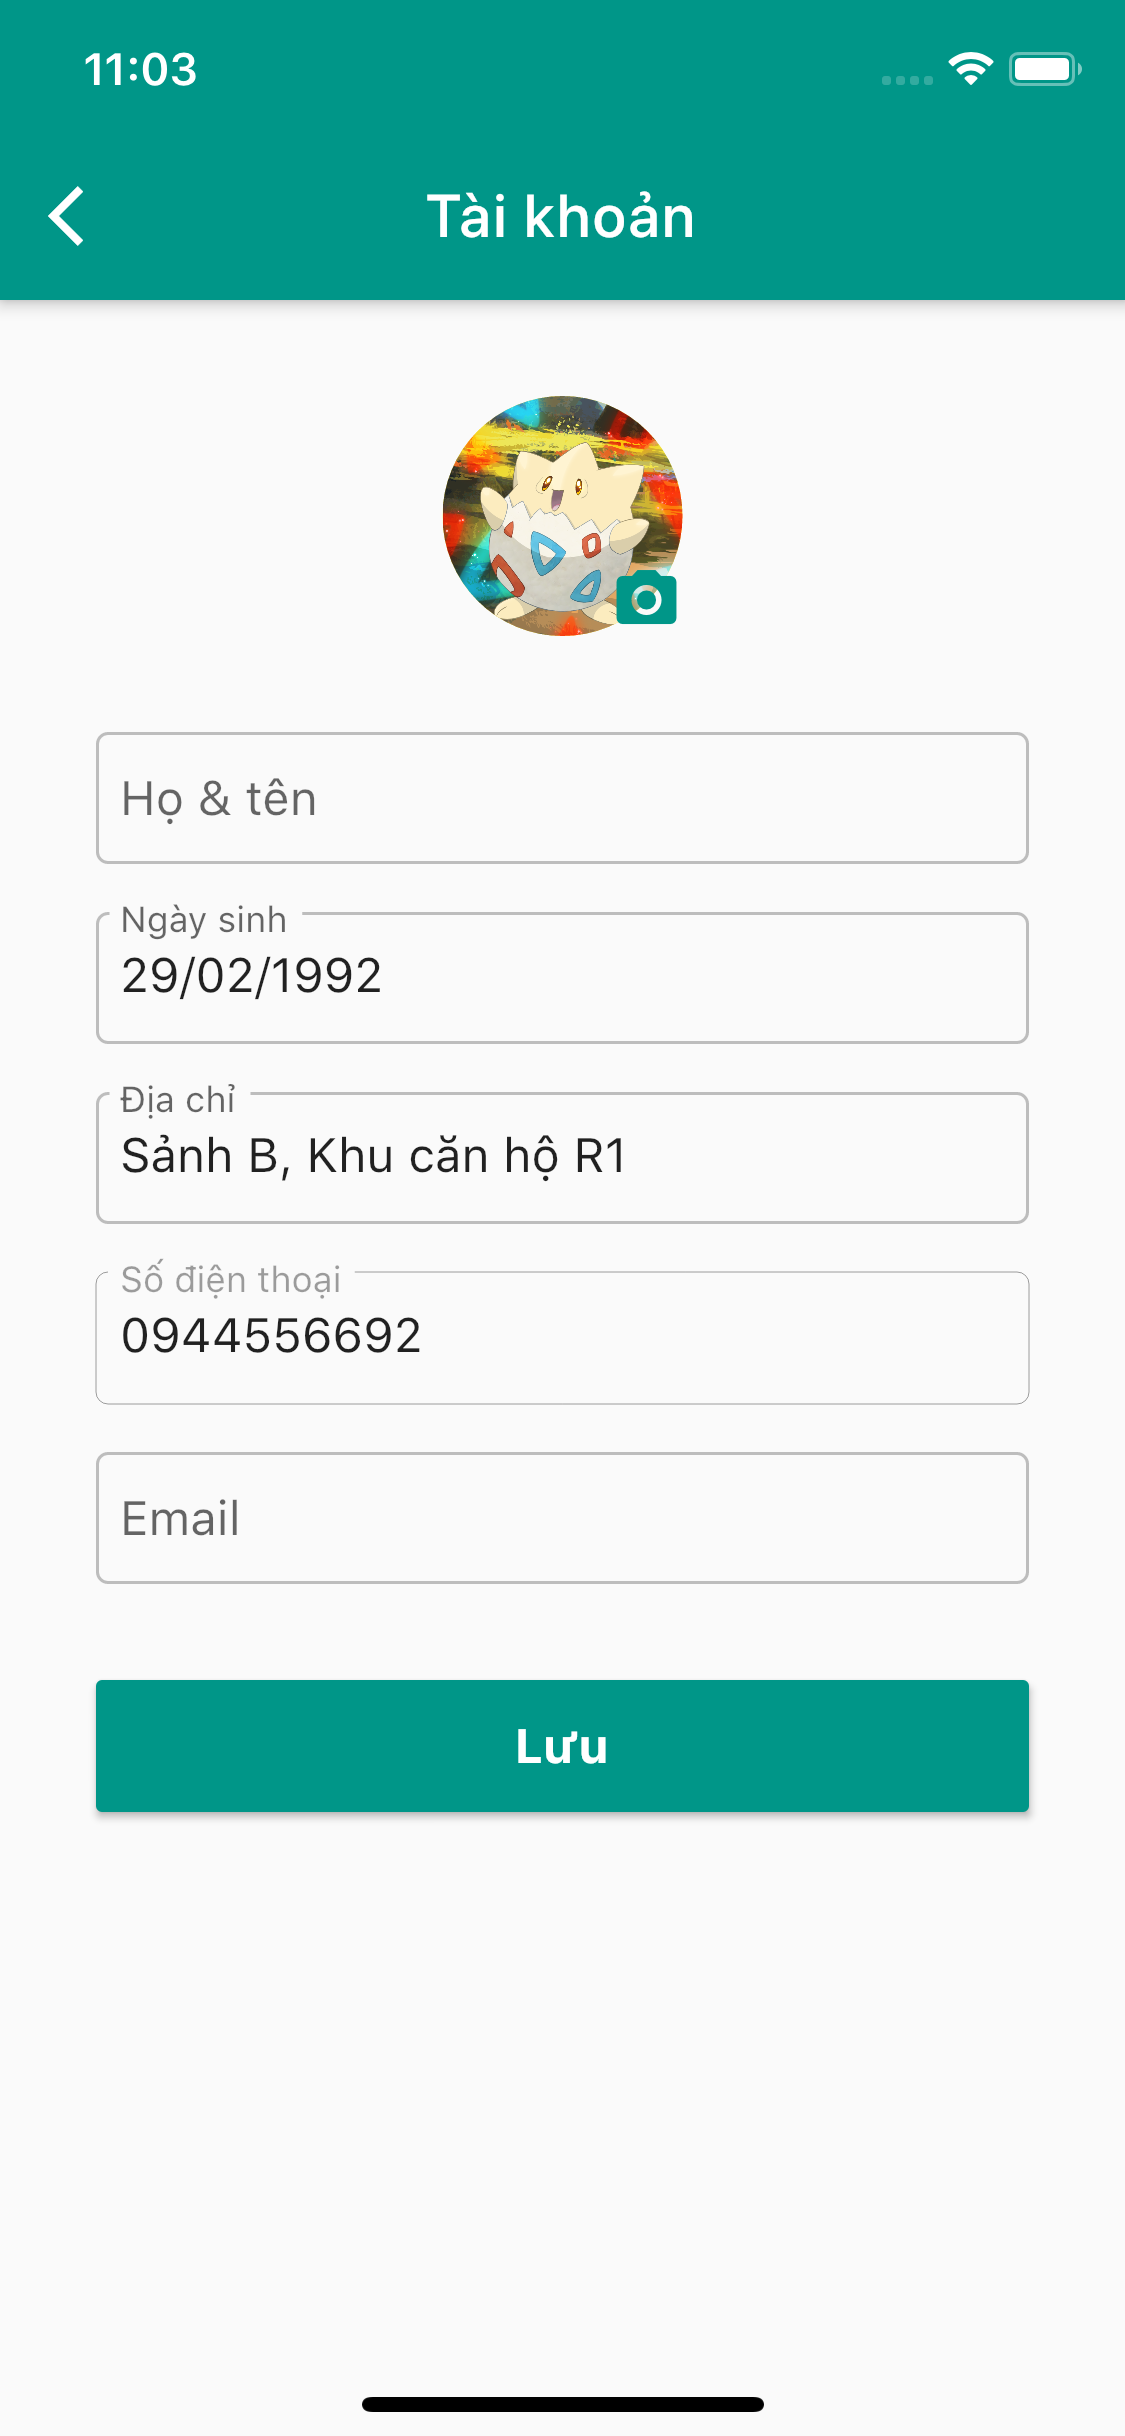 11:03
Tài khoản
Họ & tên
Ngày sinh
29/02/1992
Địa chỉ
Sảnh B, Khu căn hộ R1
Số điện thoại
0944556692
Email
Lưu